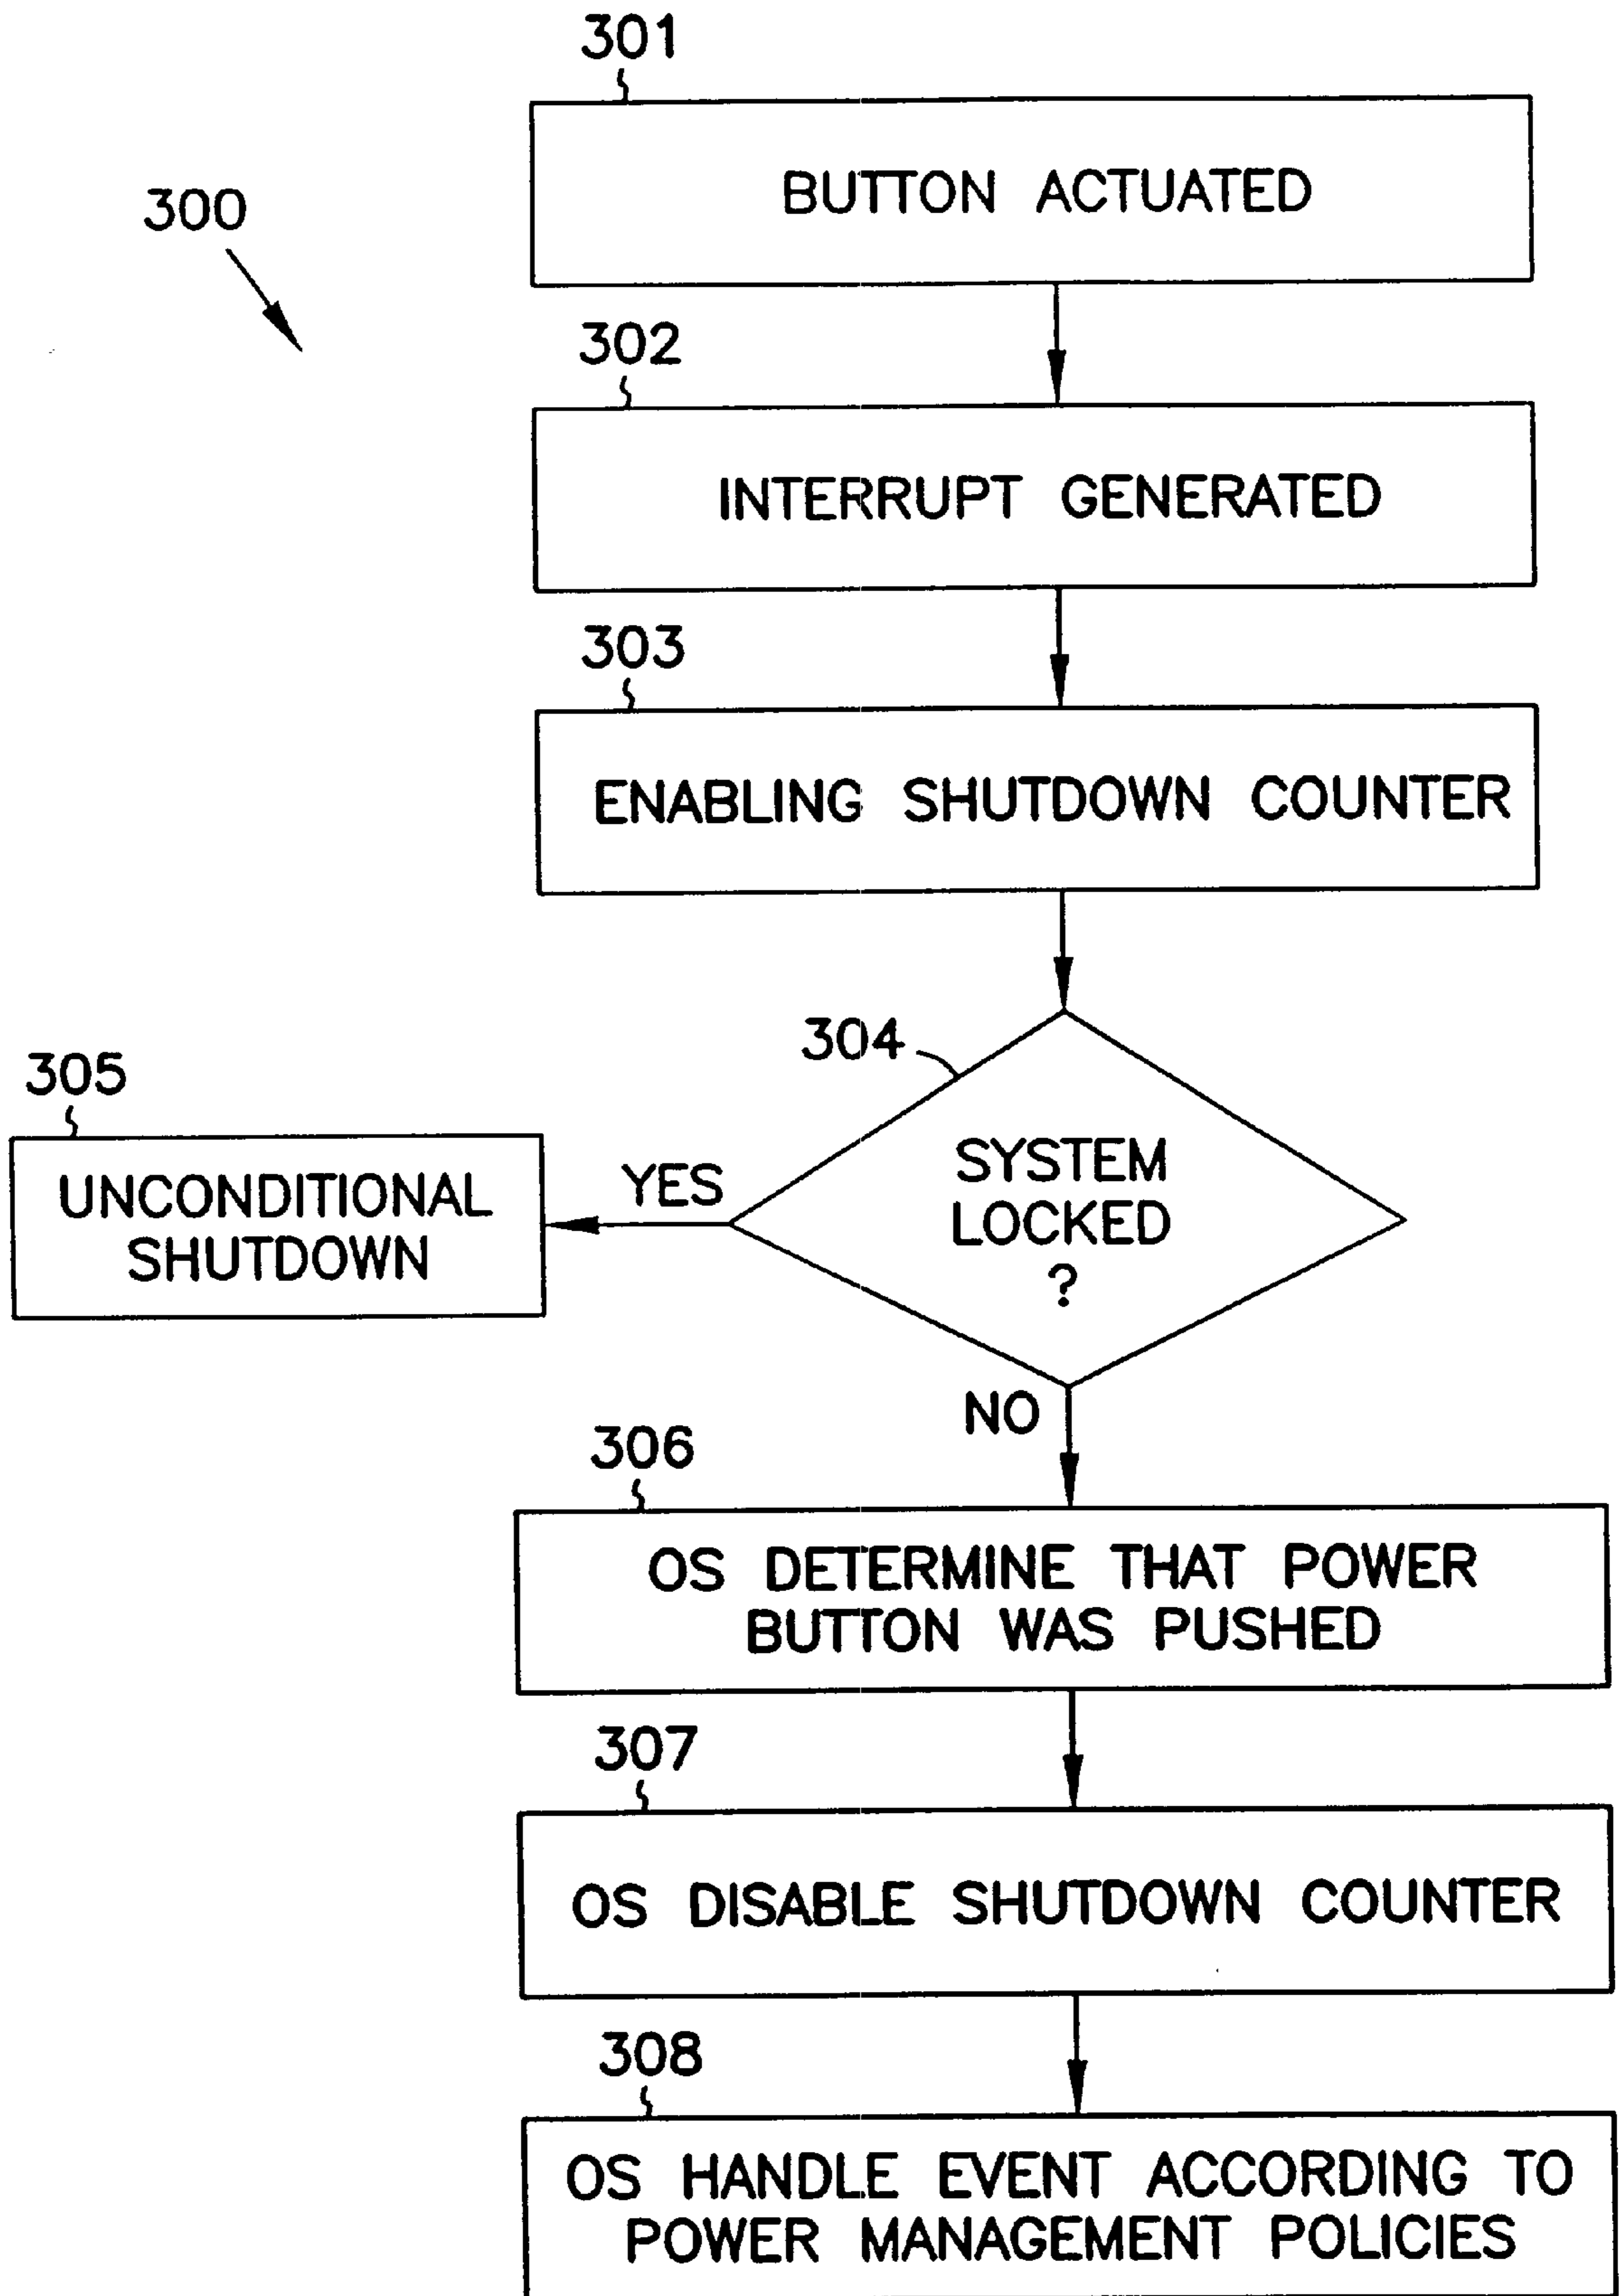 301
BUTTON ACTUATED
300
302
INTERRUPT GENERATED
303
ENABLING SHUTDOWN COUNTER
304
305
SYSTEM
LOCKED
?
YES
UNCONDITIONAL
SHUTDOWN
NO
306
OS DETERMINE THAT POWER
BUTTON WAS PUSHED
307
OS DISABLE SHUTDOWN COUNTER
308
OS HANDLE EVENT ACCORDING TO
POWER MANAGEMENT POLICIES